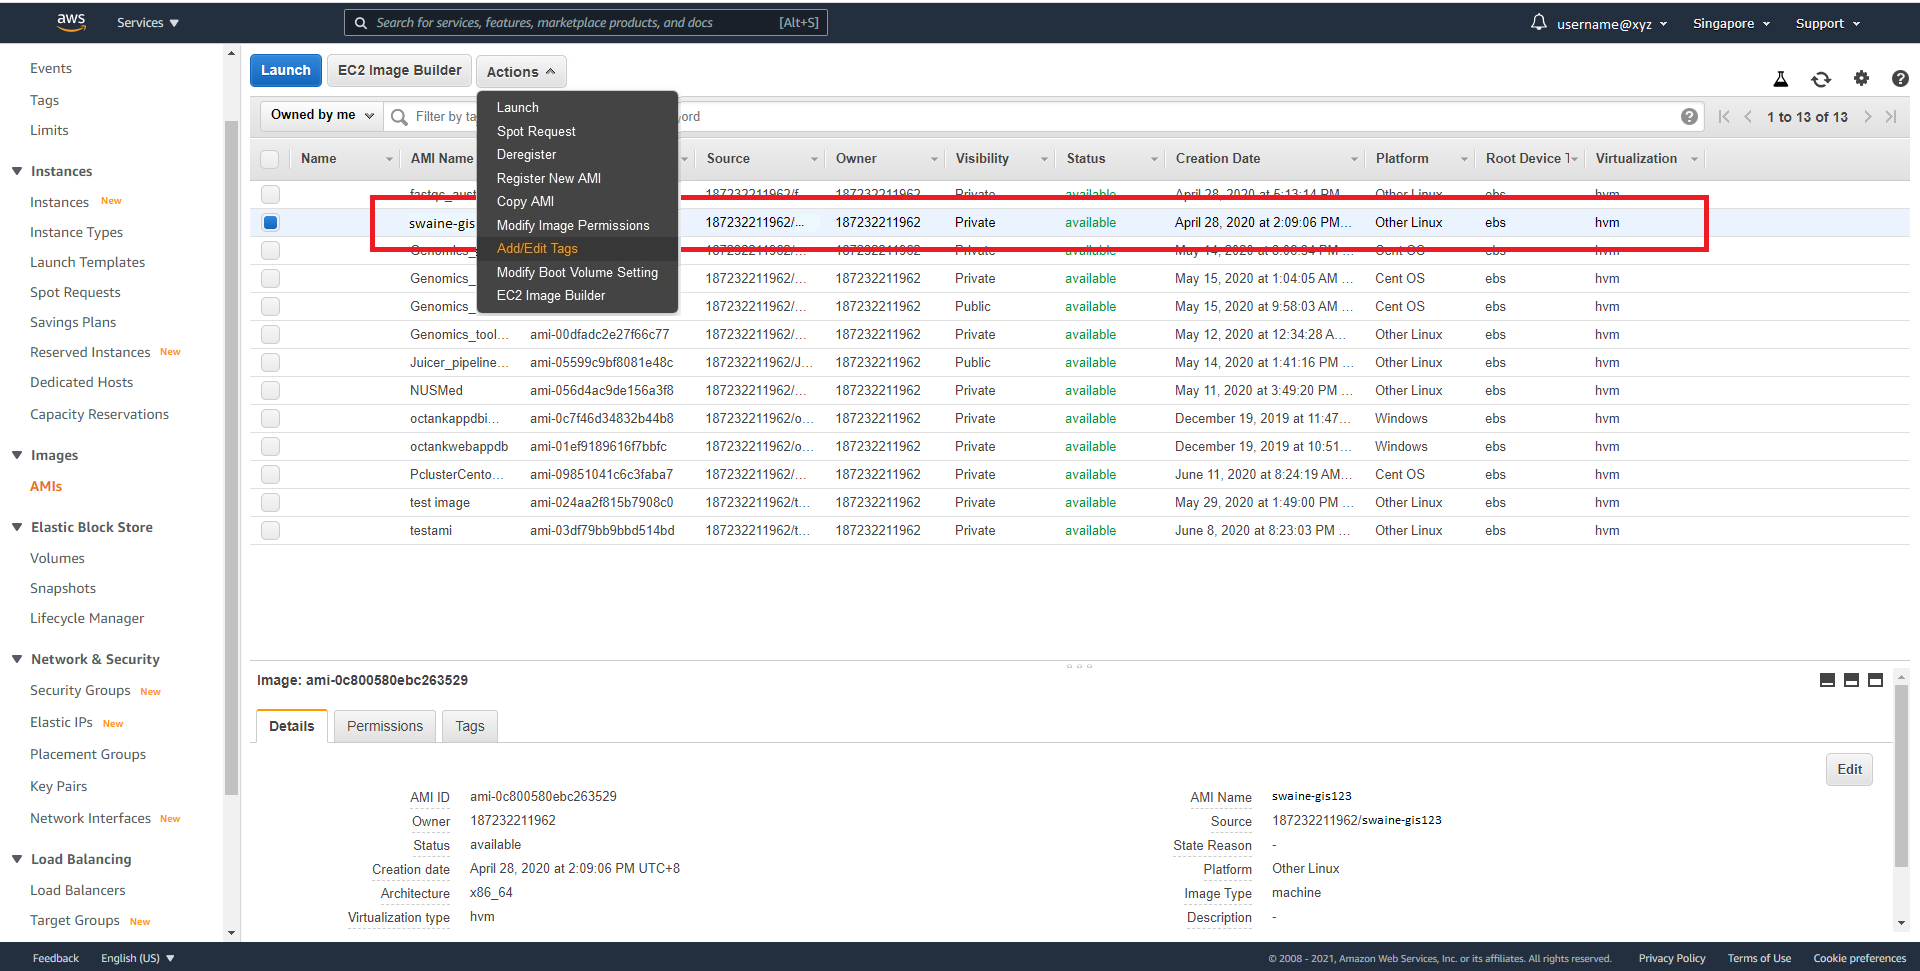 aws Services Search for services, features, marketplace products, and docs [Alt+S] username@xyz Singapore Support
Events
Tags
Limits
Instances
Instances New
Instance Types
Launch Templates
Spot Requests
Savings Plans
Reserved Instances New
Dedicated Hosts
Capacity Reservations
Images
AMIs
Elastic Block Store
Volumes
Snapshots
Lifecycle Manager
Network & Security
Security Groups New
Elastic IPs New
Placement Groups
Key Pairs
Network Interfaces New
Load Balancing
Load Balancers
Target Groups New
Launch EC2 Image Builder Actions
Owned by me Filter by 1 to 13 of 13
Launch
Spot Request
Deregister
Register New AMI
Copy AMI
Modify Image Permissions
Add/Edit Tags
Modify Boot Volume Setting
EC2 Image Builder
Name AMI Name Source Owner Visibility Status Creation Date Platform Root Device T Virtualization
187232211962/f... 187232211962 Private available April 28, 2020 at 5:13:14 PM... Other Linux ebs hvm
swaine-gis 187232211962/... 187232211962 Private available April 28, 2020 at 2:09:06 PM... Other Linux ebs hvm
Genomics_ 187232211962/... 187232211962 Private available Cent OS ebs hvm
Genomics_ 187232211962/... 187232211962 Private available May 15, 2020 at 1:04:05 AM ... Cent OS ebs hvm
Genomics_ 187232211962/... 187232211962 Public available May 15, 2020 at 9:58:03 AM ... Cent OS ebs hvm
Genomics_tool... ami-00dfadc2e27f66c77 187232211962/... 187232211962 Private available May 12, 2020 at 12:34:28 A... Other Linux ebs hvm
Juicer_pipeline... ami-05599c9bf8081e48c 187232211962/J... 187232211962 Public available May 14, 2020 at 1:41:16 PM ... Other Linux ebs hvm
NUSMed ami-056d4ac9de156a3f8 187232211962/... 187232211962 Private available May 11, 2020 at 3:49:20 PM ... Other Linux ebs hvm
octankappdbi... ami-0c7f46d34832b44b8 187232211962/o... 187232211962 Private available December 19, 2019 at 11:47... Windows ebs hvm
octankwebappdb ami-01ef9189616f7bbfc 187232211962/o... 187232211962 Private available December 19, 2019 at 10:51... Windows ebs hvm
PclusterCento... ami-09851041c6c3faba7 187232211962/... 187232211962 Private available June 11, 2020 at 8:24:19 AM... Cent OS ebs hvm
test image ami-024aa2f815b7908c0 187232211962/t... 187232211962 Private available May 29, 2020 at 1:49:00 PM ... Other Linux ebs hvm
testami ami-03df79bb9bbd514bd 187232211962/t... 187232211962 Private available June 8, 2020 at 8:23:03 PM ... Other Linux ebs hvm
Image: ami-0c800580ebc263529
Details Permissions Tags
Edit
AMI ID ami-0c800580ebc263529 AMI Name swaine-gis123
Owner 187232211962 Source 187232211962/swaine-gis123
Status available State Reason -
Creation date April 28, 2020 at 2:09:06 PM UTC+8 Platform Other Linux
Architecture x86_64 Image Type machine
Virtualization type hvm Description -
Feedback English (US) © 2008 - 2021, Amazon Web Services, Inc. or its affiliates. All rights reserved. Privacy Policy Terms of Use Cookie preferences